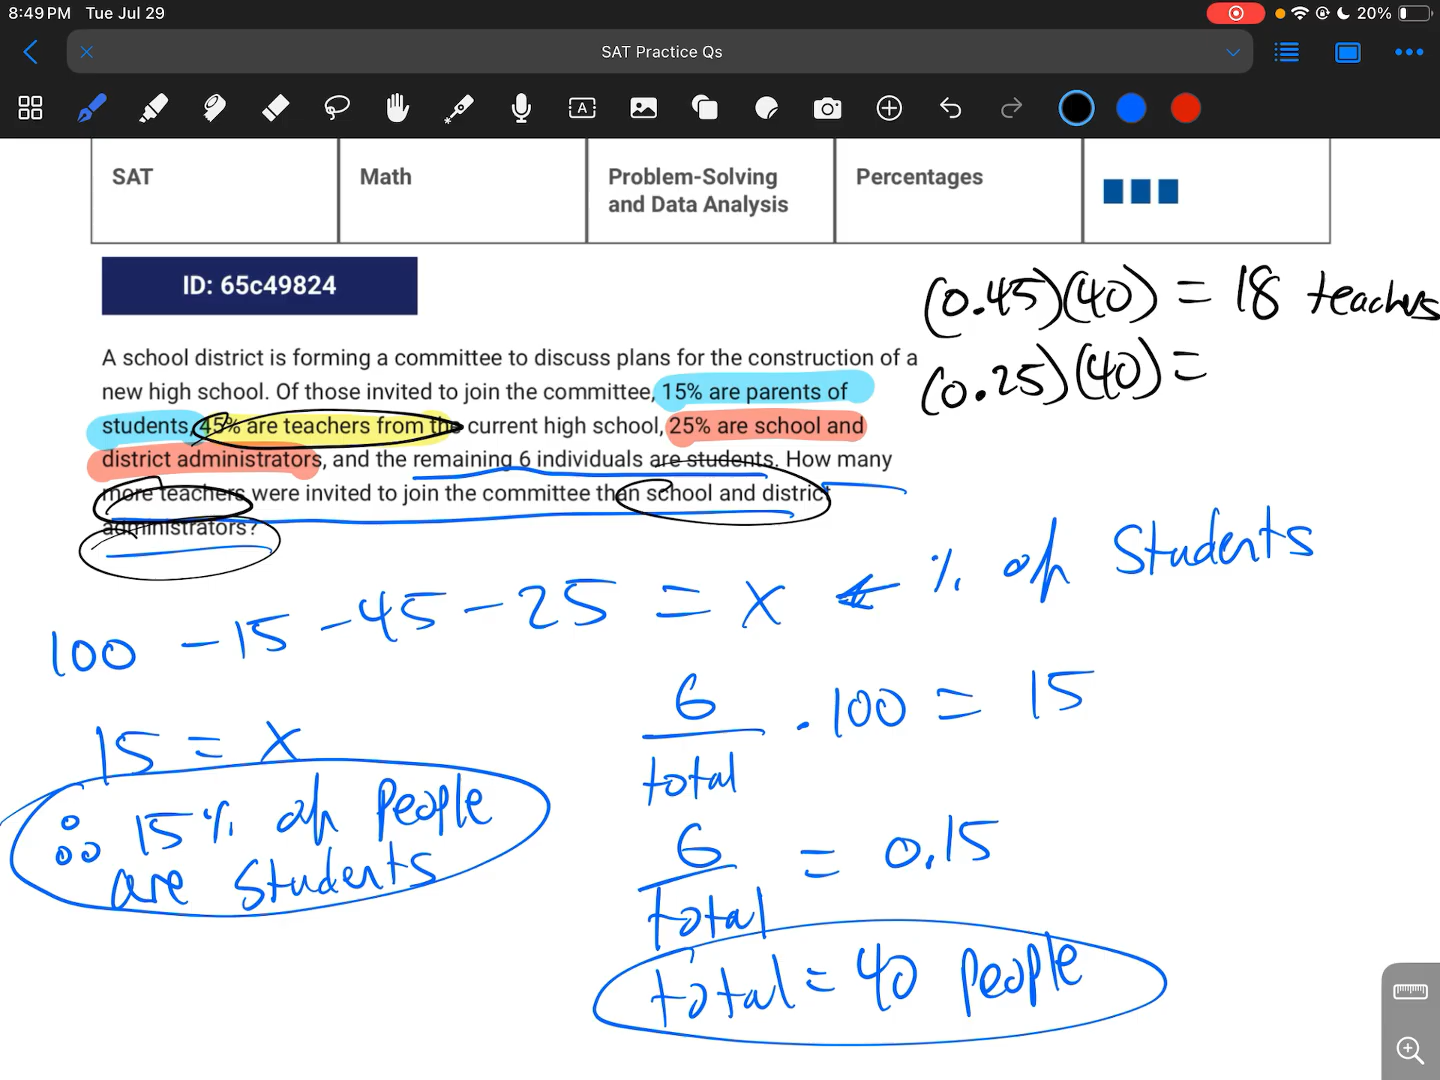 8:49 PM Tue Jul 29
20%
SAT Practice Qs
SAT Math Problem-Solving and Data Analysis Percentages
ID: 65c49824
(0.45)(40) = 18 teachers
(0.25)(40) =
A school district is forming a committee to discuss plans for the construction of a
new high school. Of those invited to join the committee, 15% are parents of
students, 45% are teachers from the current high school, 25% are school and
district administrators, and the remaining 6 individuals are students. How many
more teachers were invited to join the committee than school and district
administrators?
100 - 15 - 45 - 25 = x ← % of Students
15 = x
∴ 15% of People
are Students
6/total · 100 = 15
6/total = 0.15
total = 40 people